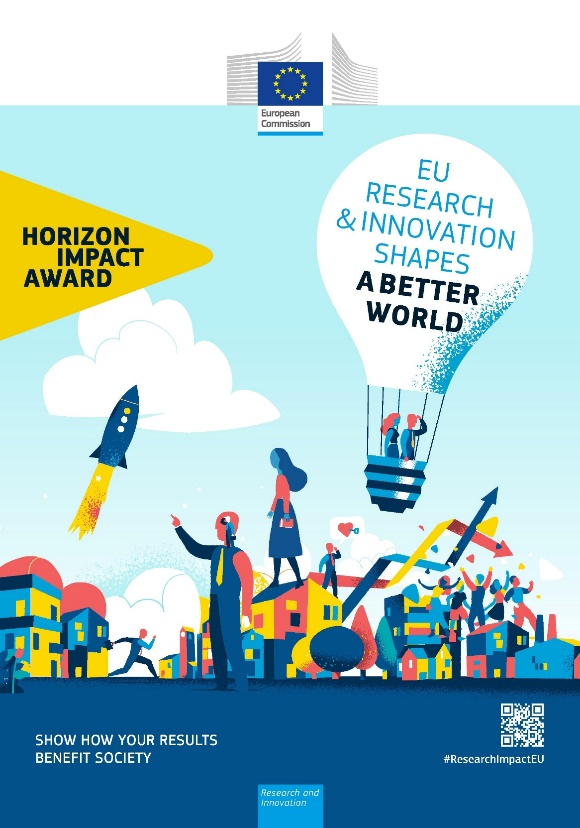 European
Commission
EU
RESEARCH
& INNOVATION
SHAPES
A BETTER
WORLD
HORIZON
IMPACT
AWARD
SHOW HOW YOUR RESULTS
BENEFIT SOCIETY
#ResearchImpactEU
Research and
Innovation